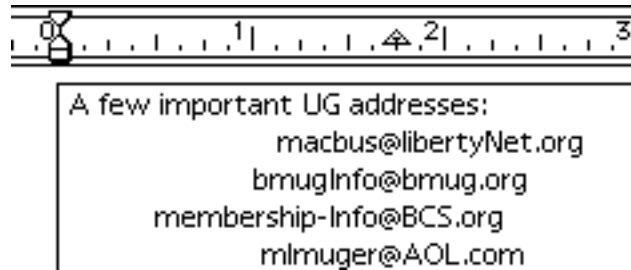 0 1 2 3
A few important UG addresses:
macbus@libertyNet.org
bmugInfo@bmug.org
membership-Info@BCS.org
mlmuger@AOL.com